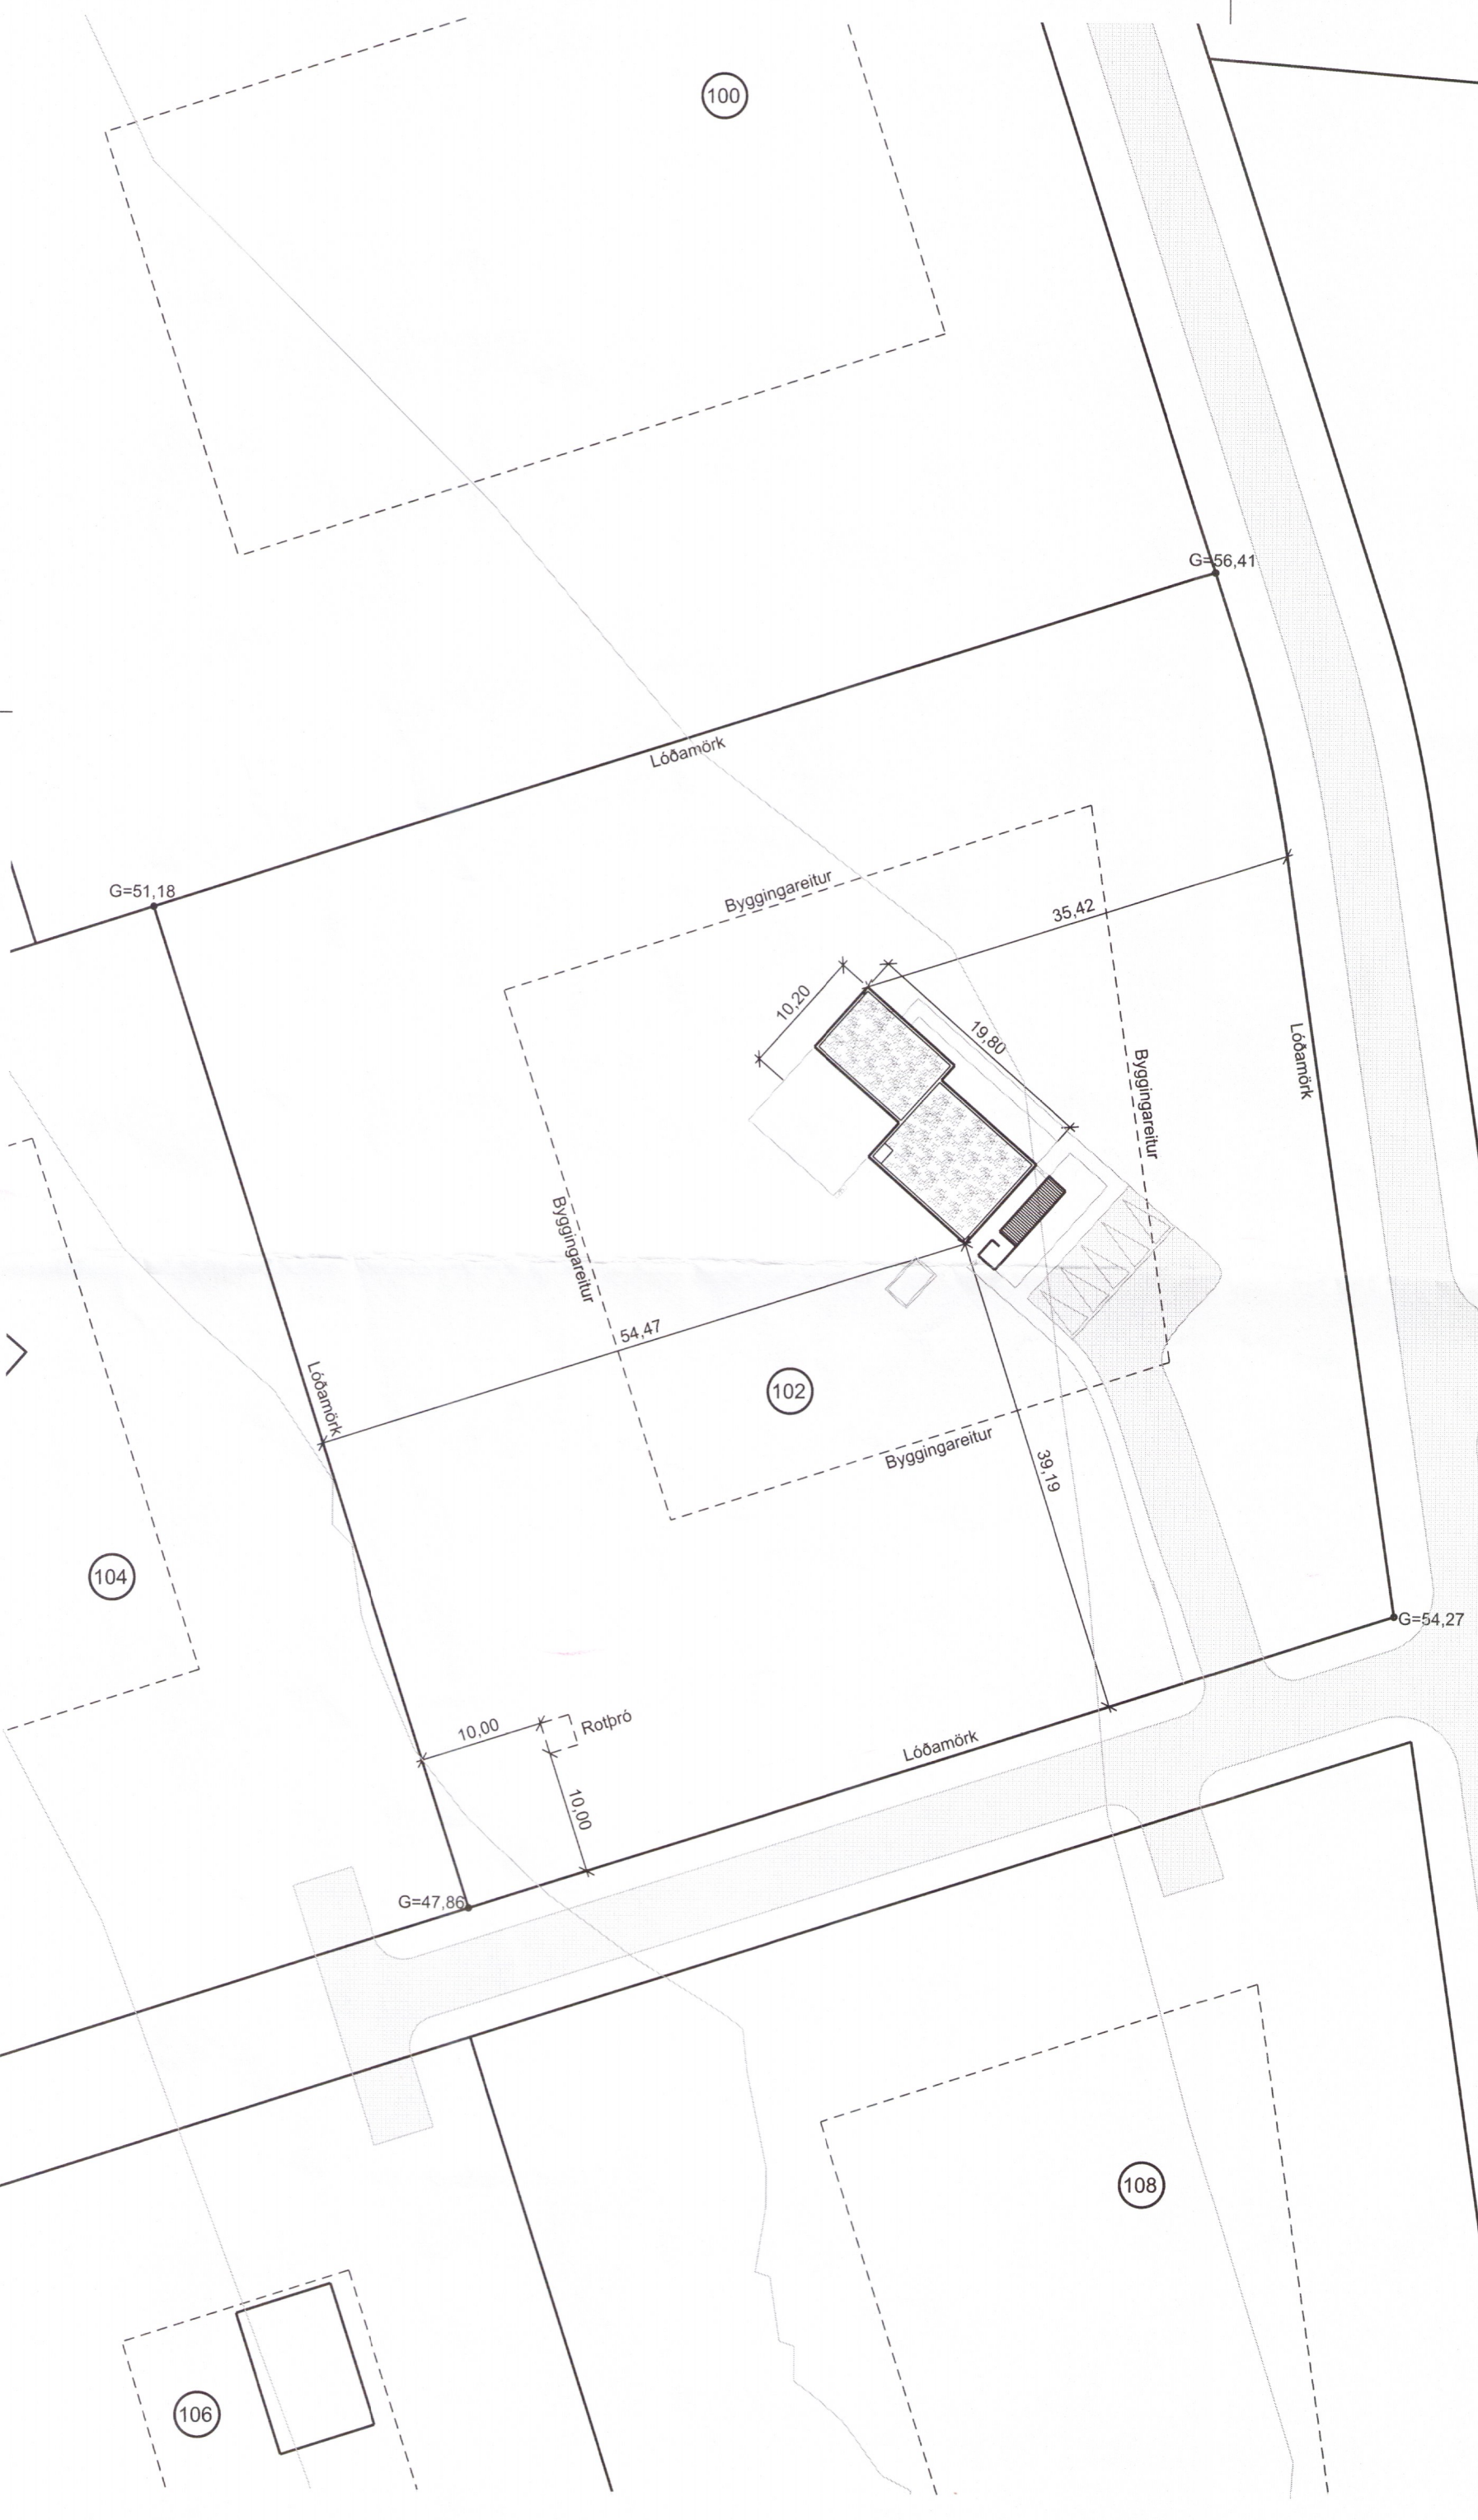 100
G=56,41
Lóðamörk
G=51,18
Byggingareitur
35,42
10,20
19,80
Lóðamörk
Byggingareitur
Byggingareitur
54,47
Lóðamörk
102
Byggingareitur
39,19
104
G=54,27
10,00
Rotþró
Lóðamörk
10,00
G=47,86
108
106